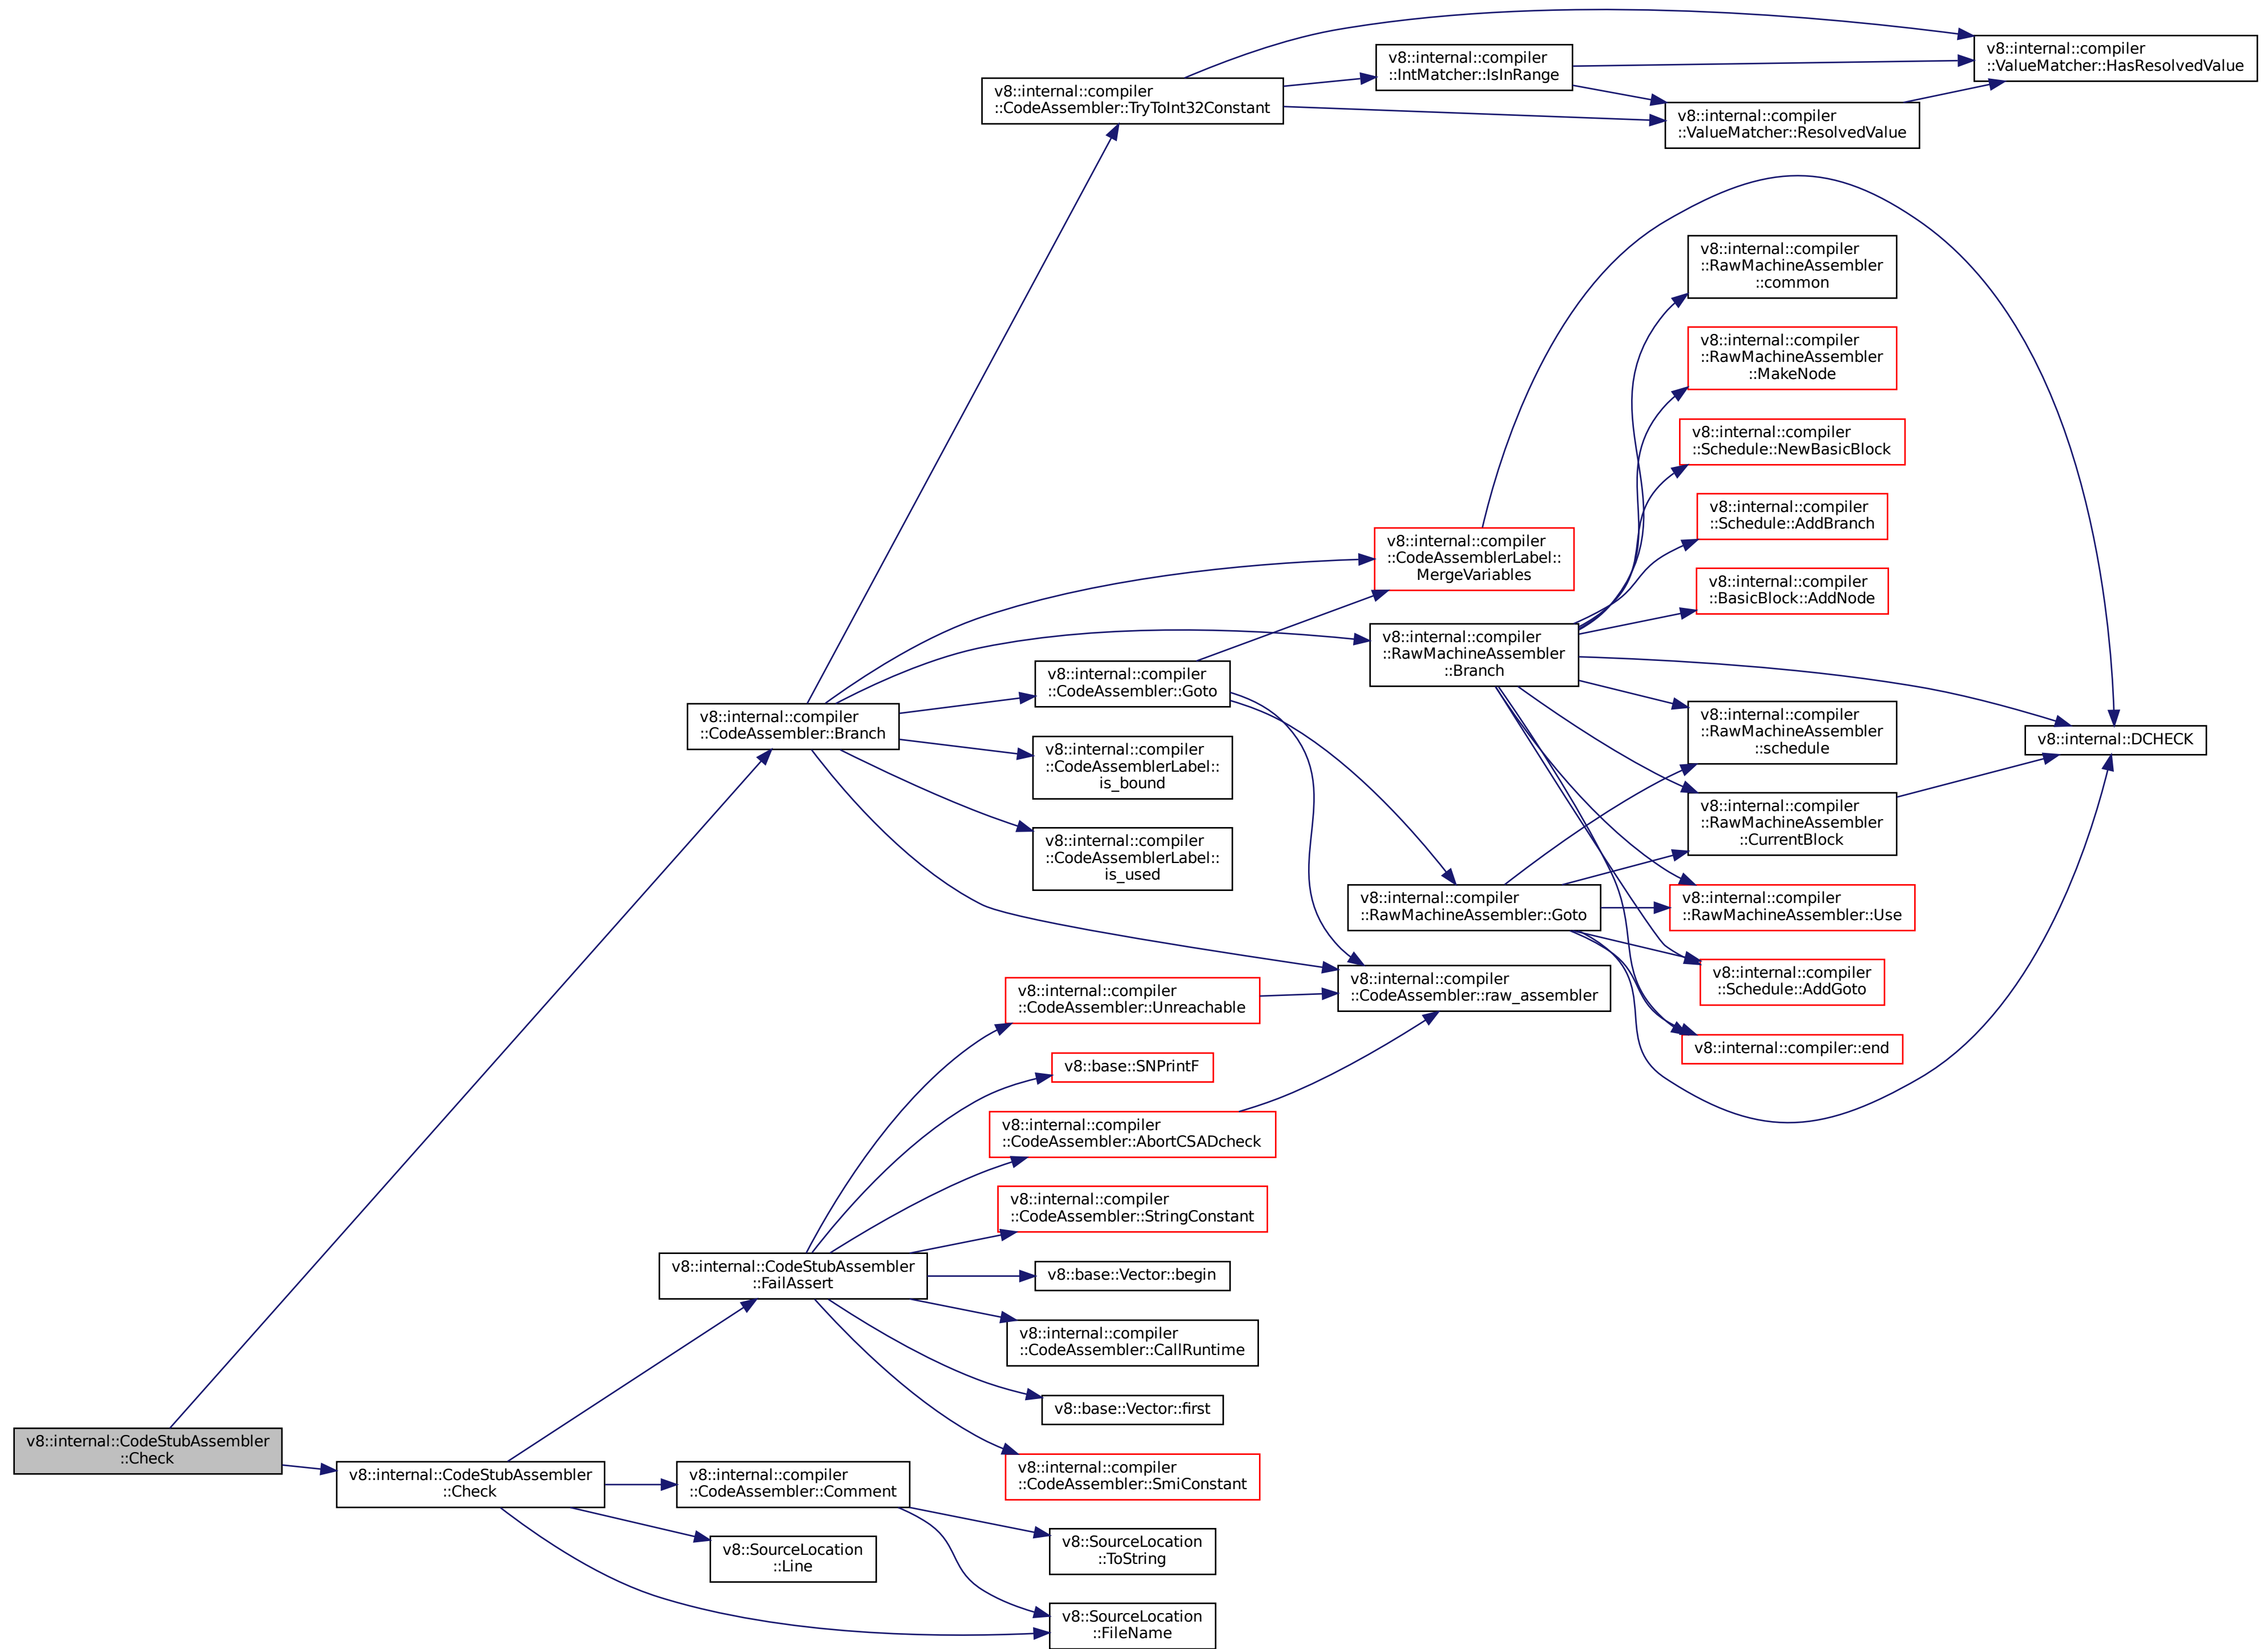 v8::internal::CodeStubAssembler
::Check
v8::internal::compiler
::CodeAssembler::Branch
v8::internal::compiler
::CodeAssembler::TryToInt32Constant
v8::internal::compiler
::IntMatcher::IsInRange
v8::internal::compiler
::ValueMatcher::ResolvedValue
v8::internal::compiler
::ValueMatcher::HasResolvedValue
v8::internal::compiler
::CodeAssemblerLabel::
MergeVariables
v8::internal::compiler
::RawMachineAssembler
::Branch
v8::internal::compiler
::CodeAssembler::Goto
v8::internal::compiler
::CodeAssemblerLabel::
is_bound
v8::internal::compiler
::CodeAssemblerLabel::
is_used
v8::internal::compiler
::RawMachineAssembler::Goto
v8::internal::compiler
::CodeAssembler::raw_assembler
v8::internal::compiler
::RawMachineAssembler
::common
v8::internal::compiler
::RawMachineAssembler
::MakeNode
v8::internal::compiler
::Schedule::NewBasicBlock
v8::internal::compiler
::Schedule::AddBranch
v8::internal::compiler
::BasicBlock::AddNode
v8::internal::compiler
::RawMachineAssembler
::schedule
v8::internal::compiler
::RawMachineAssembler
::CurrentBlock
v8::internal::compiler
::RawMachineAssembler::Use
v8::internal::compiler
::Schedule::AddGoto
v8::internal::compiler::end
v8::internal::DCHECK
v8::internal::CodeStubAssembler
::Check
v8::internal::CodeStubAssembler
::FailAssert
v8::internal::compiler
::CodeAssembler::Unreachable
v8::base::SNPrintF
v8::internal::compiler
::CodeAssembler::AbortCSADcheck
v8::internal::compiler
::CodeAssembler::StringConstant
v8::base::Vector::begin
v8::internal::compiler
::CodeAssembler::CallRuntime
v8::base::Vector::first
v8::internal::compiler
::CodeAssembler::SmiConstant
v8::internal::compiler
::CodeAssembler::Comment
v8::SourceLocation
::Line
v8::SourceLocation
::ToString
v8::SourceLocation
::FileName